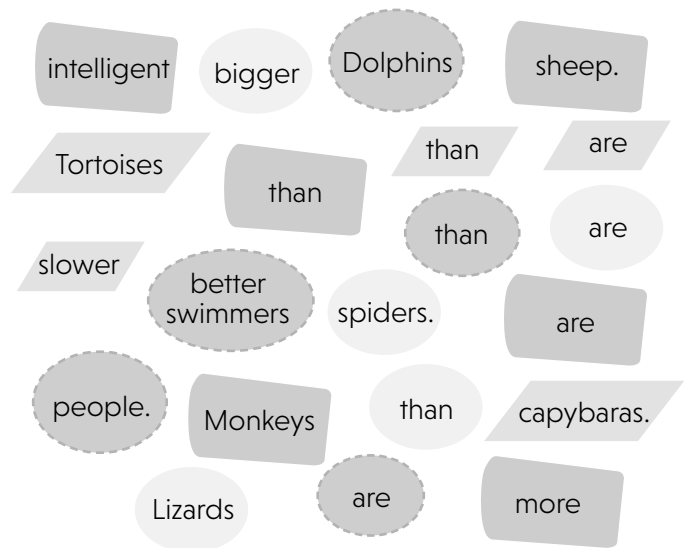 intelligent
bigger
Dolphins
sheep.
Tortoises
than
than
are
than
are
slower
better
swimmers
spiders.
are
people.
Monkeys
than
capybaras.
Lizards
are
more